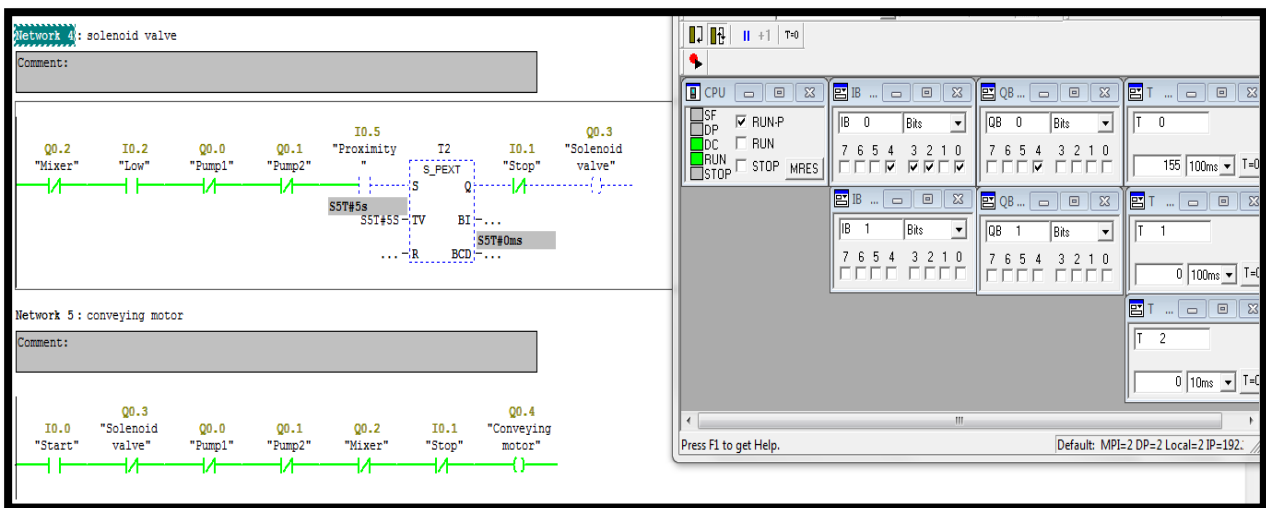 Network 4: solenoid valve
Comment:
I0.5
Q0.2 I0.2 Q0.0 Q0.1 "Proximity T2 I0.1 Q0.3
"Mixer" "Low" "Pump1" "Pump2" " "Stop" "Solenoid
valve"
S_PEXT
S Q
S5T#5s
S5T#5S TV BI ...
S5T#0ms
... R BCD ...
Network 5: conveying motor
Comment:
Q0.3 Q0.4
I0.0 "Solenoid Q0.0 Q0.1 Q0.2 I0.1 "Conveying
"Start" valve" "Pump1" "Pump2" "Mixer" "Stop" motor"
+1 T=0
CPU
SF
DP
DC
RUN
STOP
RUN-P
RUN
STOP MRES
IB ...
IB 0 Bits
7 6 5 4 3 2 1 0
QB ...
QB 0 Bits
7 6 5 4 3 2 1 0
T ...
T 0
155 100ms T=0
IB ...
IB 1 Bits
7 6 5 4 3 2 1 0
QB ...
QB 1 Bits
7 6 5 4 3 2 1 0
T ...
T 1
0 100ms
T ...
T 2
0 10ms
Press F1 to get Help.
Default: MPI=2 DP=2 Local=2 IP=192.